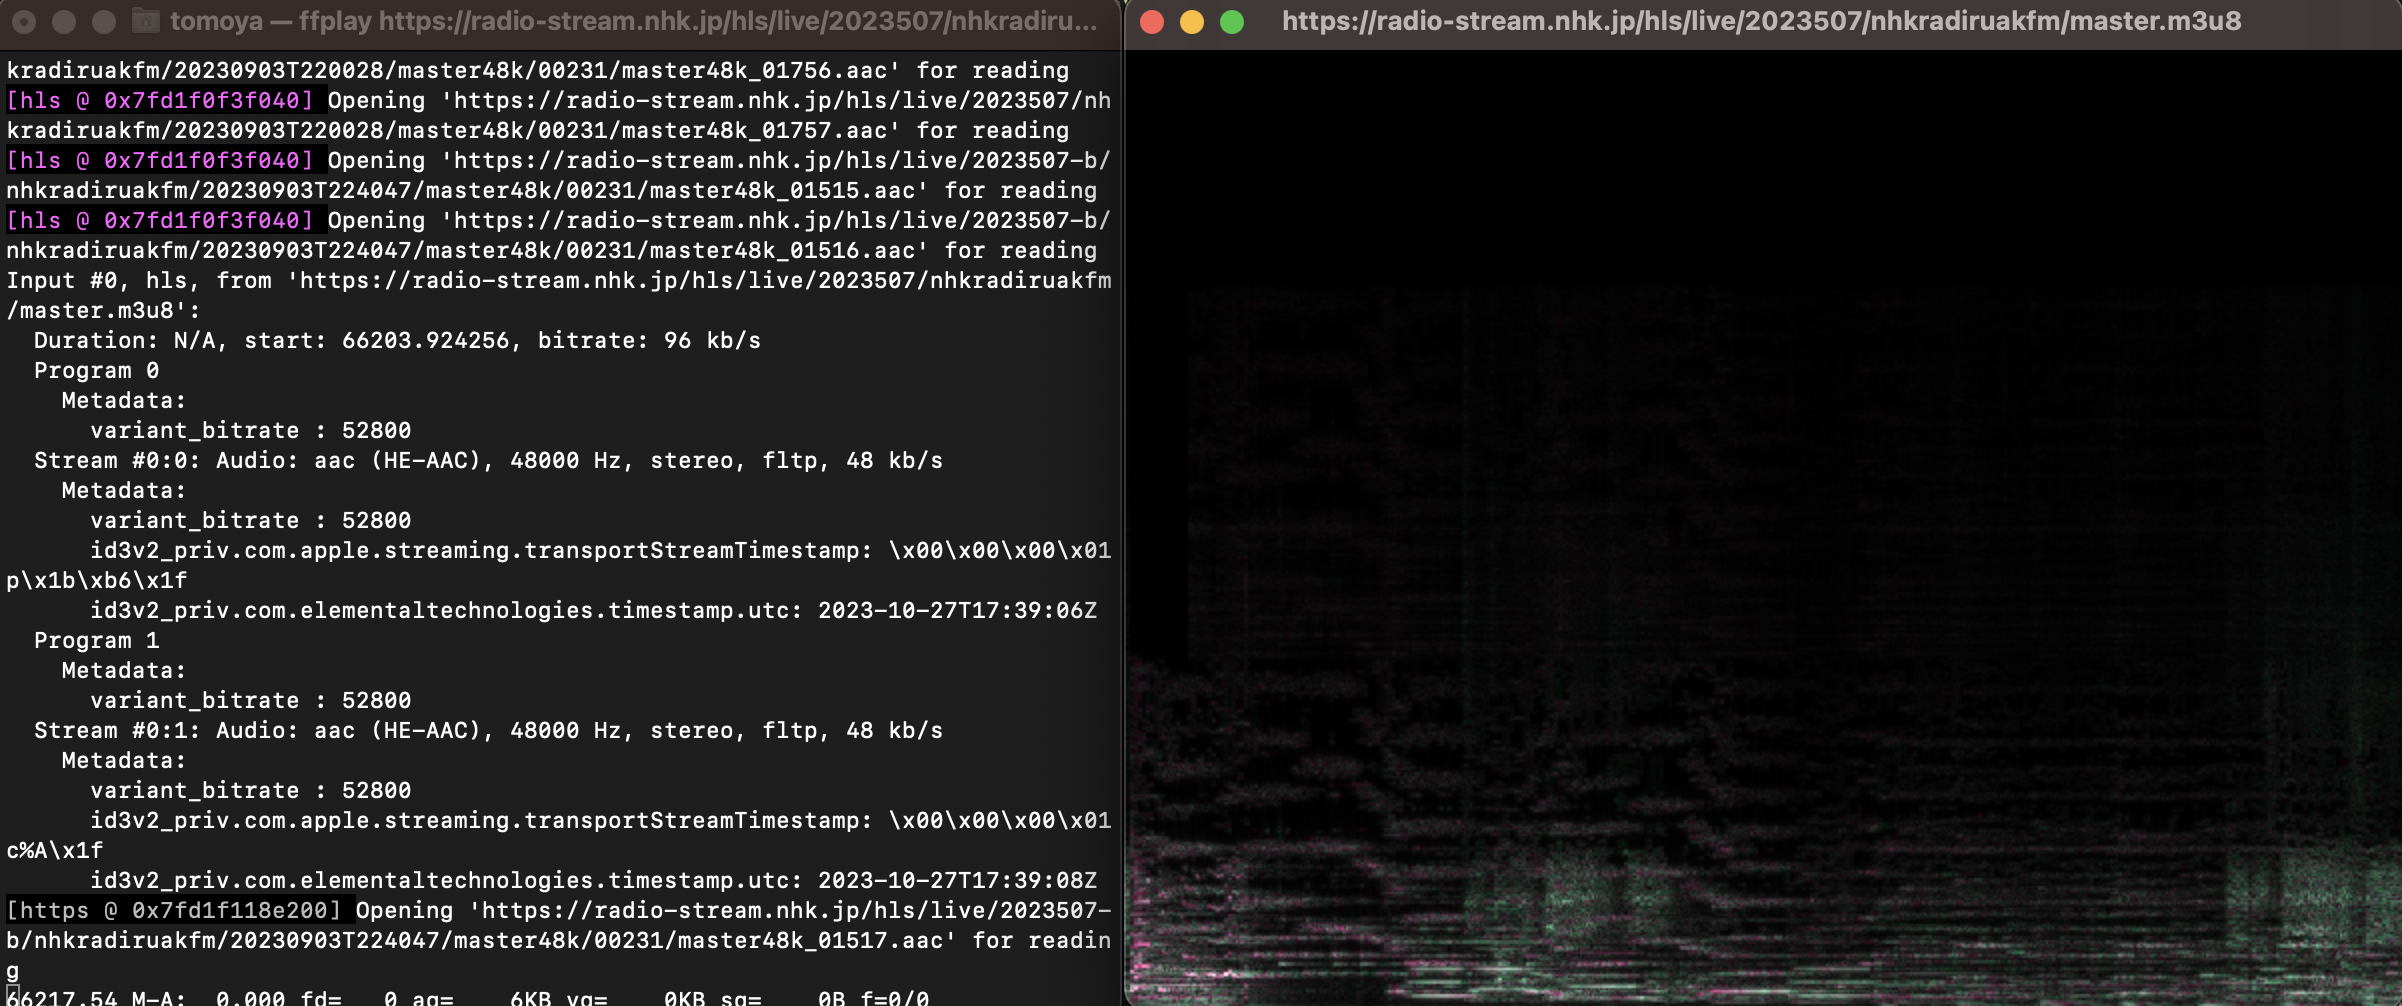 tomoya — ffplay https://radio-stream.nhk.jp/hls/live/2023507/nhkradiru...
kradiruakfm/20230903T220028/master48k/00231/master48k_01756.aac' for reading
[hls @ 0x7fd1f0f3f040] Opening 'https://radio-stream.nhk.jp/hls/live/2023507/nh
kradiruakfm/20230903T220028/master48k/00231/master48k_01757.aac' for reading
[hls @ 0x7fd1f0f3f040] Opening 'https://radio-stream.nhk.jp/hls/live/2023507-b/
nhkradiruakfm/20230903T224047/master48k/00231/master48k_01515.aac' for reading
[hls @ 0x7fd1f0f3f040] Opening 'https://radio-stream.nhk.jp/hls/live/2023507-b/
nhkradiruakfm/20230903T224047/master48k/00231/master48k_01516.aac' for reading
Input #0, hls, from 'https://radio-stream.nhk.jp/hls/live/2023507/nhkradiruakfm
/master.m3u8':
Duration: N/A, start: 66203.924256, bitrate: 96 kb/s
Program 0
Metadata:
variant_bitrate : 52800
Stream #0:0: Audio: aac (HE-AAC), 48000 Hz, stereo, fltp, 48 kb/s
Metadata:
variant_bitrate : 52800
id3v2_priv.com.apple.streaming.transportStreamTimestamp: \x00\x00\x00\x01
p\x1b\xb6\x1f
id3v2_priv.com.elementaltechnologies.timestamp.utc: 2023-10-27T17:39:06Z
Program 1
Metadata:
variant_bitrate : 52800
Stream #0:1: Audio: aac (HE-AAC), 48000 Hz, stereo, fltp, 48 kb/s
Metadata:
variant_bitrate : 52800
id3v2_priv.com.apple.streaming.transportStreamTimestamp: \x00\x00\x00\x01
c%A\x1f
id3v2_priv.com.elementaltechnologies.timestamp.utc: 2023-10-27T17:39:08Z
[https @ 0x7fd1f118e200] Opening 'https://radio-stream.nhk.jp/hls/live/2023507-
b/nhkradiruakfm/20230903T224047/master48k/00231/master48k_01517.aac' for readin
g
66217.54 M-A: 0.000 fd= 0 aq= 6KB vq= 0KB sq= 0B f=0/0
https://radio-stream.nhk.jp/hls/live/2023507/nhkradiruakfm/master.m3u8